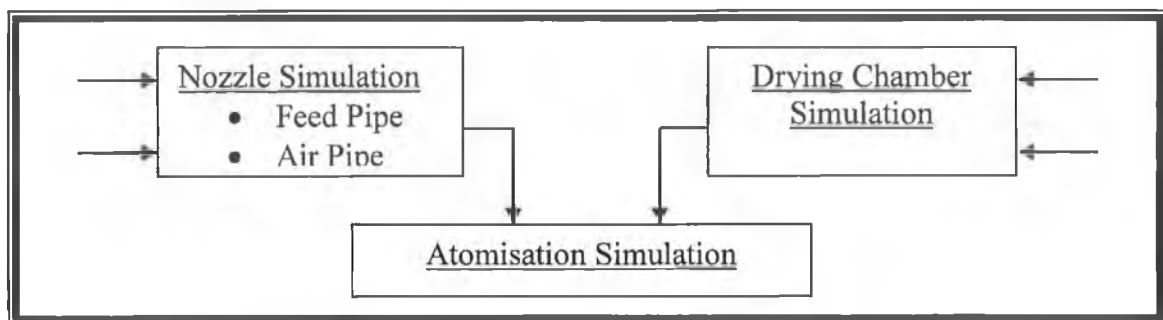 Nozzle Simulation
• Feed Pipe
• Air Pipe
Drying Chamber
Simulation
Atomisation Simulation